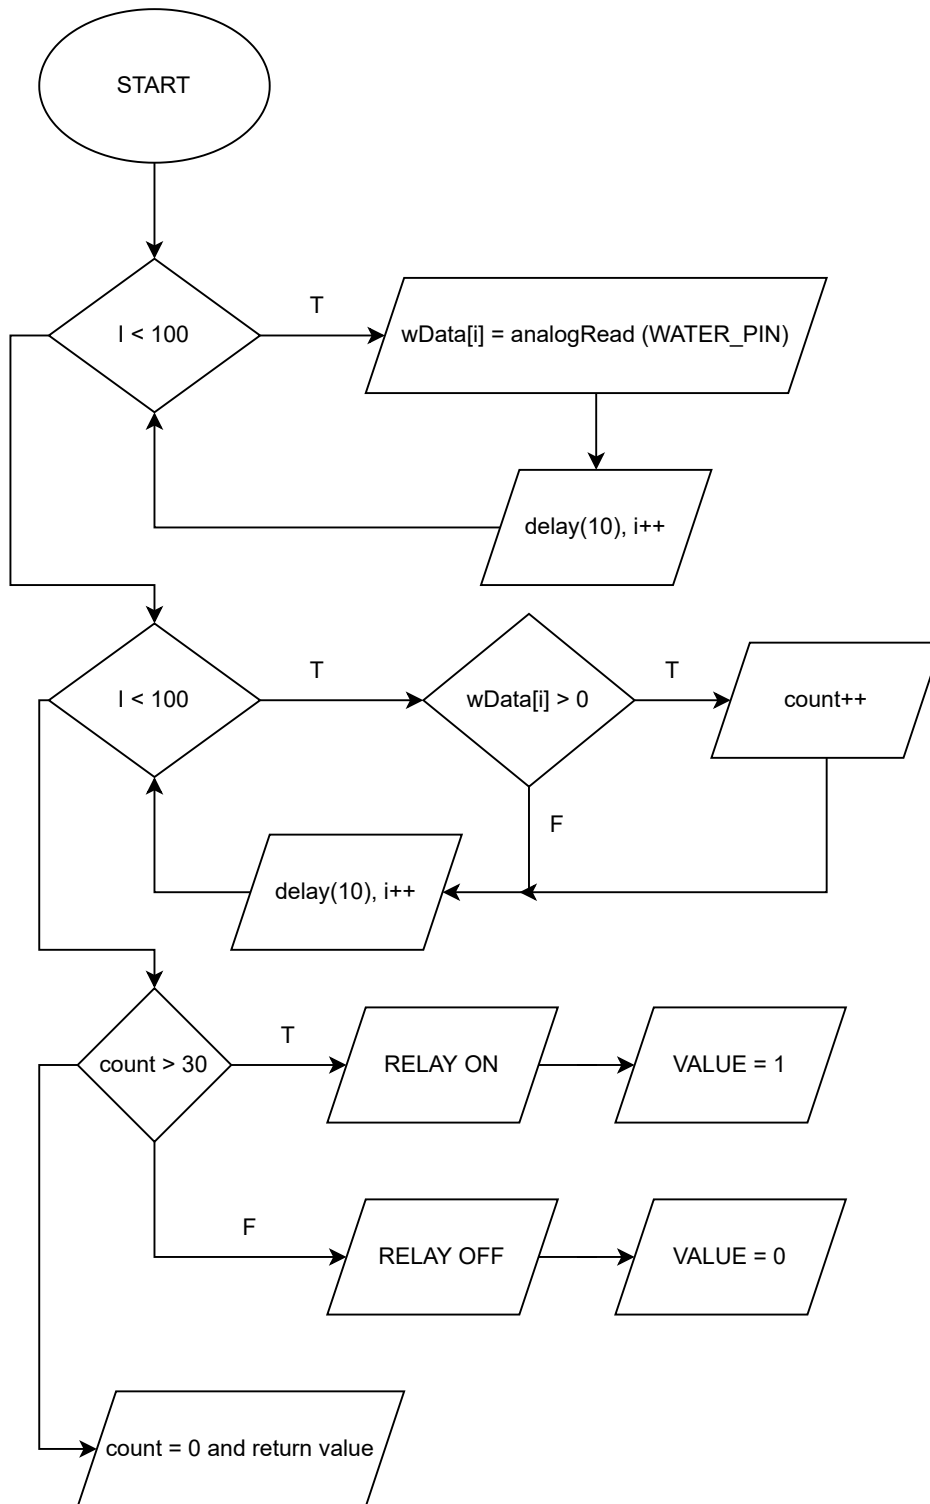 START
I < 100
T
wData[i] = analogRead (WATER_PIN)
delay(10), i++
I < 100
T
wData[i] > 0
T
count++
F
delay(10), i++
count > 30
T
RELAY ON
VALUE = 1
F
RELAY OFF
VALUE = 0
count = 0 and return value